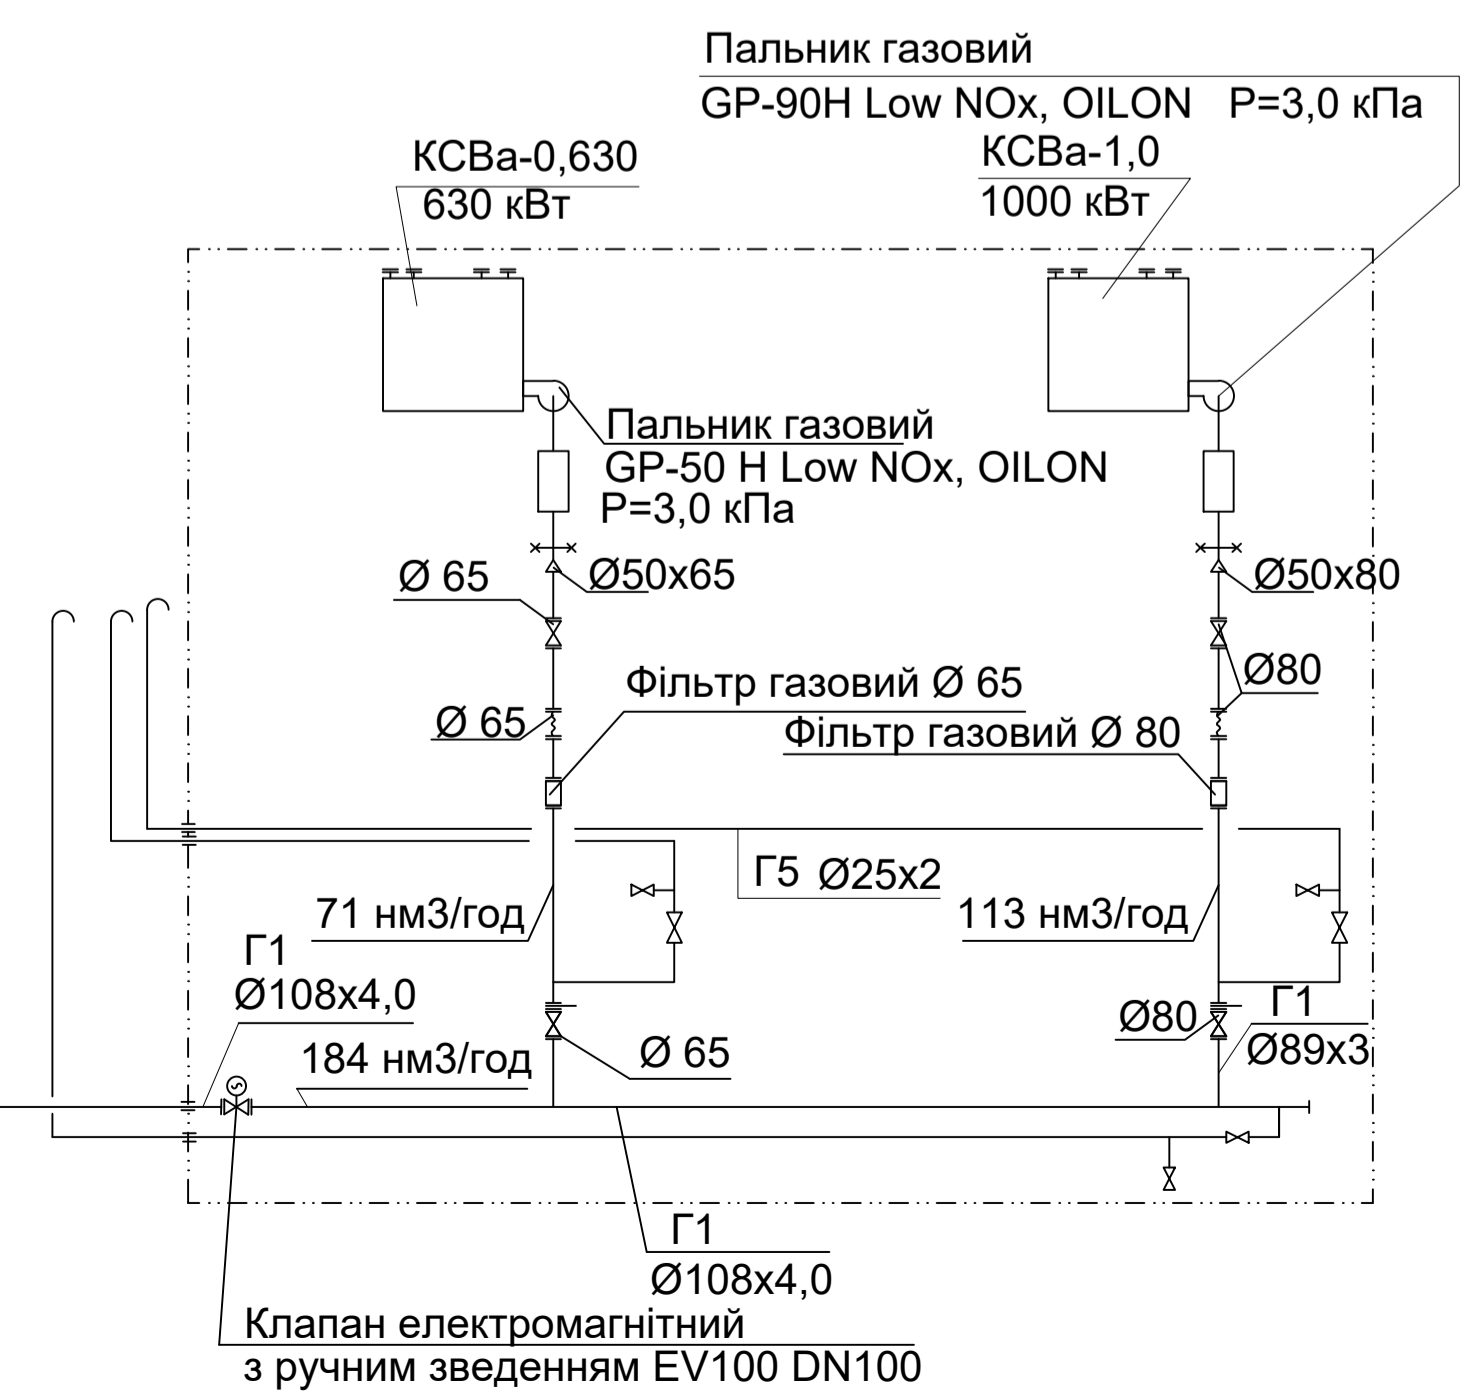 Пальник газовий
GP-90H Low NOx, OILON P=3,0 кПа
КСВа-0,630
630 кВт
КСВа-1,0
1000 кВт
Пальник газовий
GP-50 H Low NOx, OILON
P=3,0 кПа
Ø 65
Ø50x65
Ø50x80
Ø80
Фільтр газовий Ø 65
Ø 65
Фільтр газовий Ø 80
Г5 Ø25x2
71 нм3/год
113 нм3/год
Г1
Ø108x4,0
Ø80
Г1
Ø89x3
184 нм3/год
Ø 65
Г1
Ø108x4,0
Клапан електромагнітний
з ручним зведенням EV100 DN100